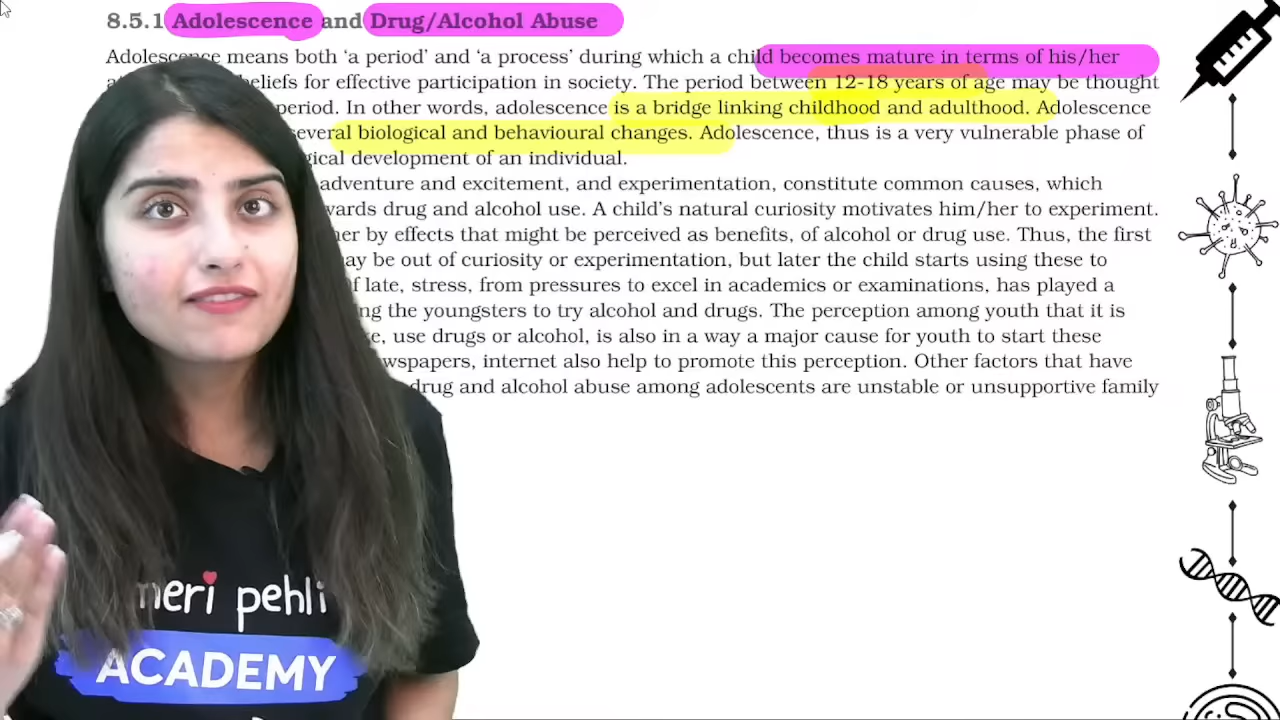 8.5.1 Adolescence and Drug/Alcohol Abuse
Adolescence means both ‘a period’ and ‘a process’ during which a child becomes mature in terms of his/her
beliefs for effective participation in society. The period between 12-18 years of age may be thought
period. In other words, adolescence is a bridge linking childhood and adulthood. Adolescence
several biological and behavioural changes. Adolescence, thus is a very vulnerable phase of
development of an individual.
adventure and excitement, and experimentation, constitute common causes, which
drug and alcohol use. A child’s natural curiosity motivates him/her to experiment.
by effects that might be perceived as benefits, of alcohol or drug use. Thus, the first
may be out of curiosity or experimentation, but later the child starts using these to
of late, stress, from pressures to excel in academics or examinations, has played a
the youngsters to try alcohol and drugs. The perception among youth that it is
use drugs or alcohol, is also in a way a major cause for youth to start these
newspapers, internet also help to promote this perception. Other factors that have
drug and alcohol abuse among adolescents are unstable or unsupportive family
meri pehli
ACADEMY